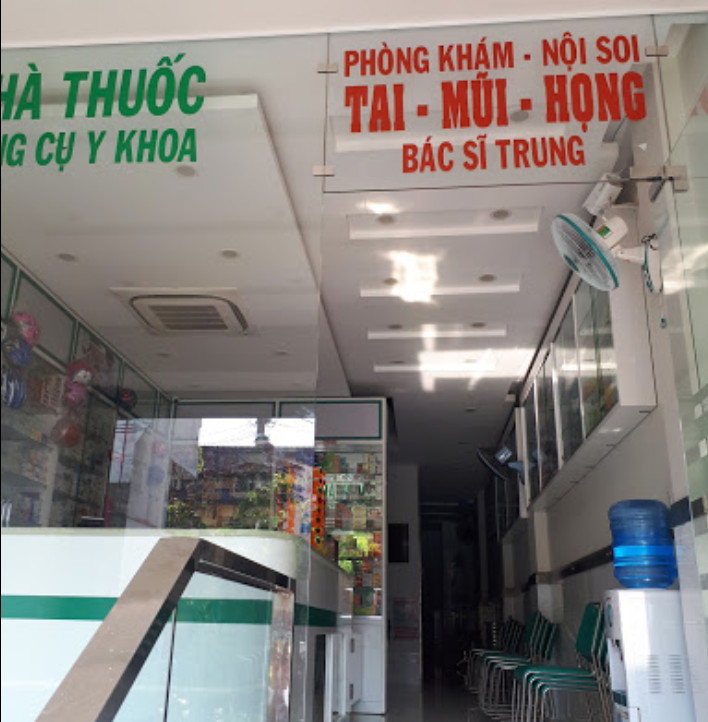 HÀ THUỐC
NG CỤ Y KHOA
PHÒNG KHÁM - NỘI SOI
TAI - MŨI - HỌNG
BÁC SĨ TRUNG